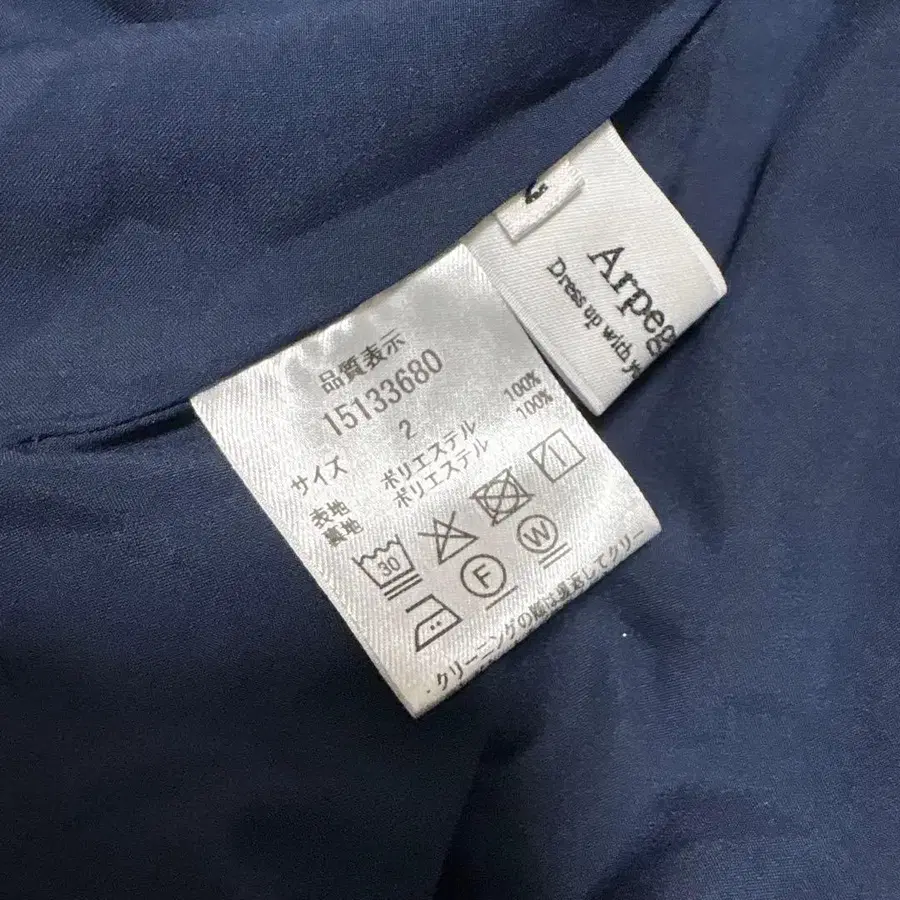 品質表示
15133680
サイズ 2
表地 ポリエステル 100%
裏地 ポリエステル 100%
30
F
W
・クリーニングの際は裏返してクリー
2
Arpeg
Dress up with y